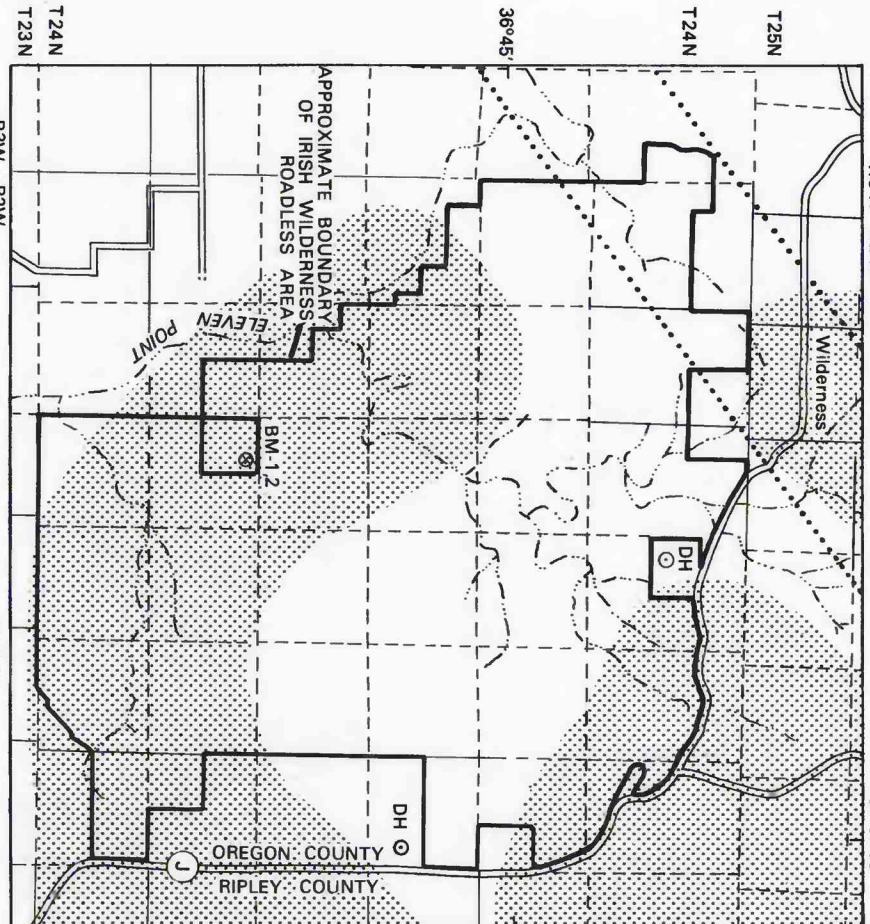 T25N
T24N
36°45'
T24N
T23N
Wilderness
APPROXIMATE BOUNDARY
OF IRISH WILDERNESS
ROADLESS AREA
ELEVEN
POINT
BM-1,2
DH
DH
OREGON COUNTY
RIPLEY COUNTY
J